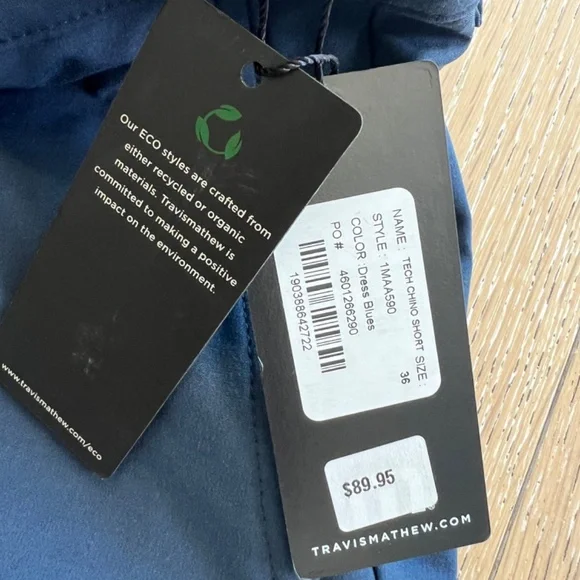 Our ECO styles are crafted from
either recycled or organic
materials. Travismathew is
committed to making a positive
impact on the environment.
www.travismathew.com/eco
NAME : TECH CHINO SHORT SIZE :
36
STYLE : 1MAA590
COLOR :Dress Blues
PO # 4601266290
190388642722
$89.95
TRAVISMATHEW.COM